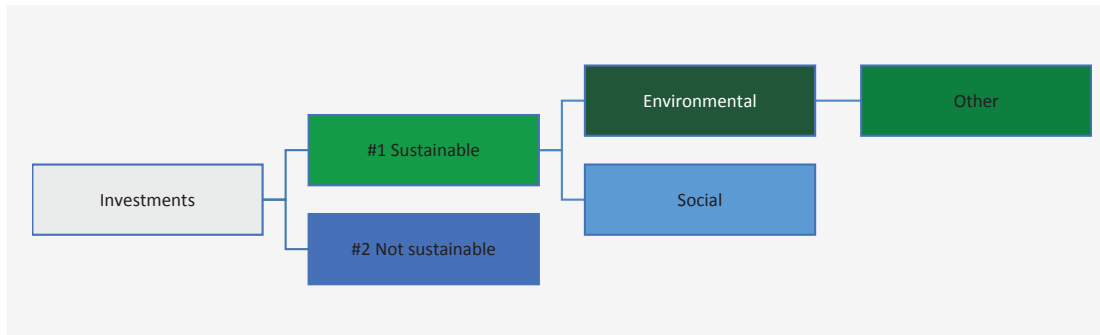 Environmental
Other
#1 Sustainable
Investments
Social
#2 Not sustainable